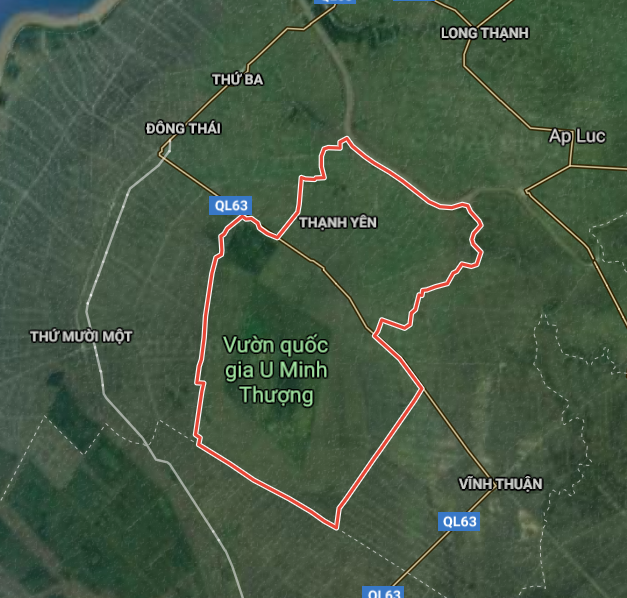 LONG THẠNH
THỨ BA
ĐÔNG THÁI
Ap Luc
QL63
THẠNH YÊN
THỨ MƯỜI MỘT
Vườn quốc
gia U Minh
Thượng
VĨNH THUẬN
QL63
QL63